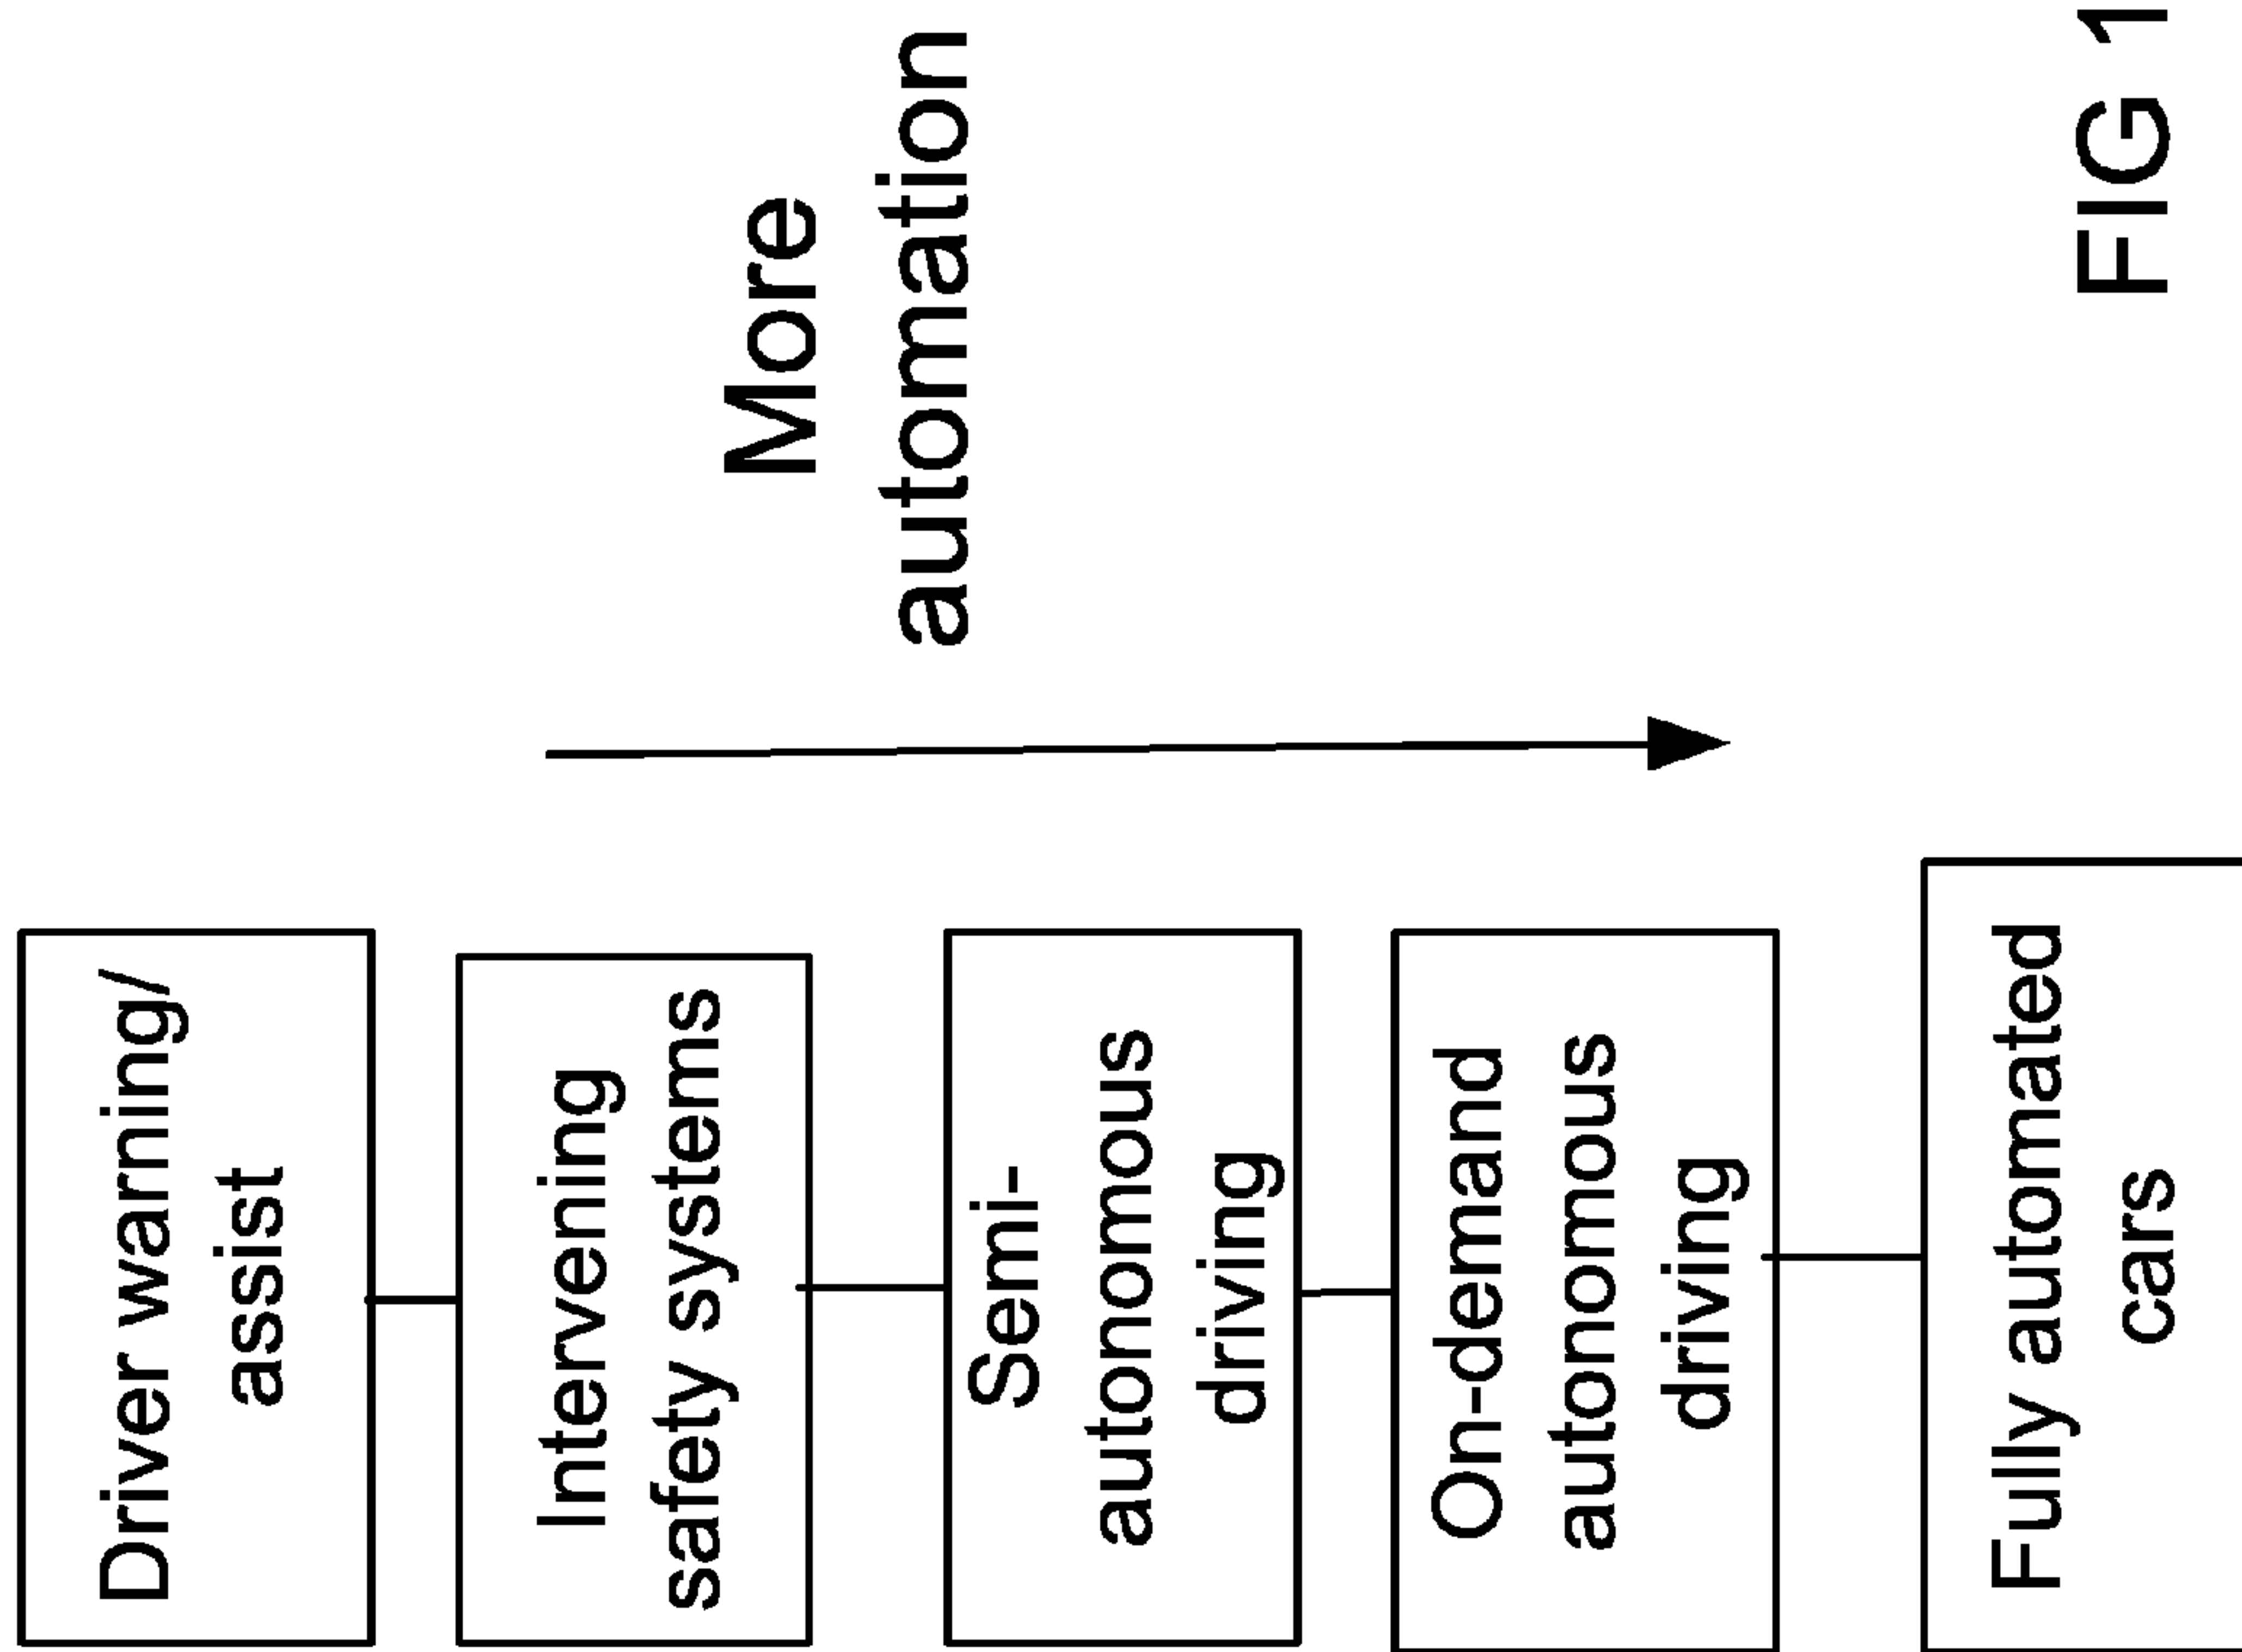 Driver warning/
assist
Intervening
safety systems
Semi-
autonomous
driving
On-demand
autonomous
driving
Fully automated
cars
More
automation
FIG 1